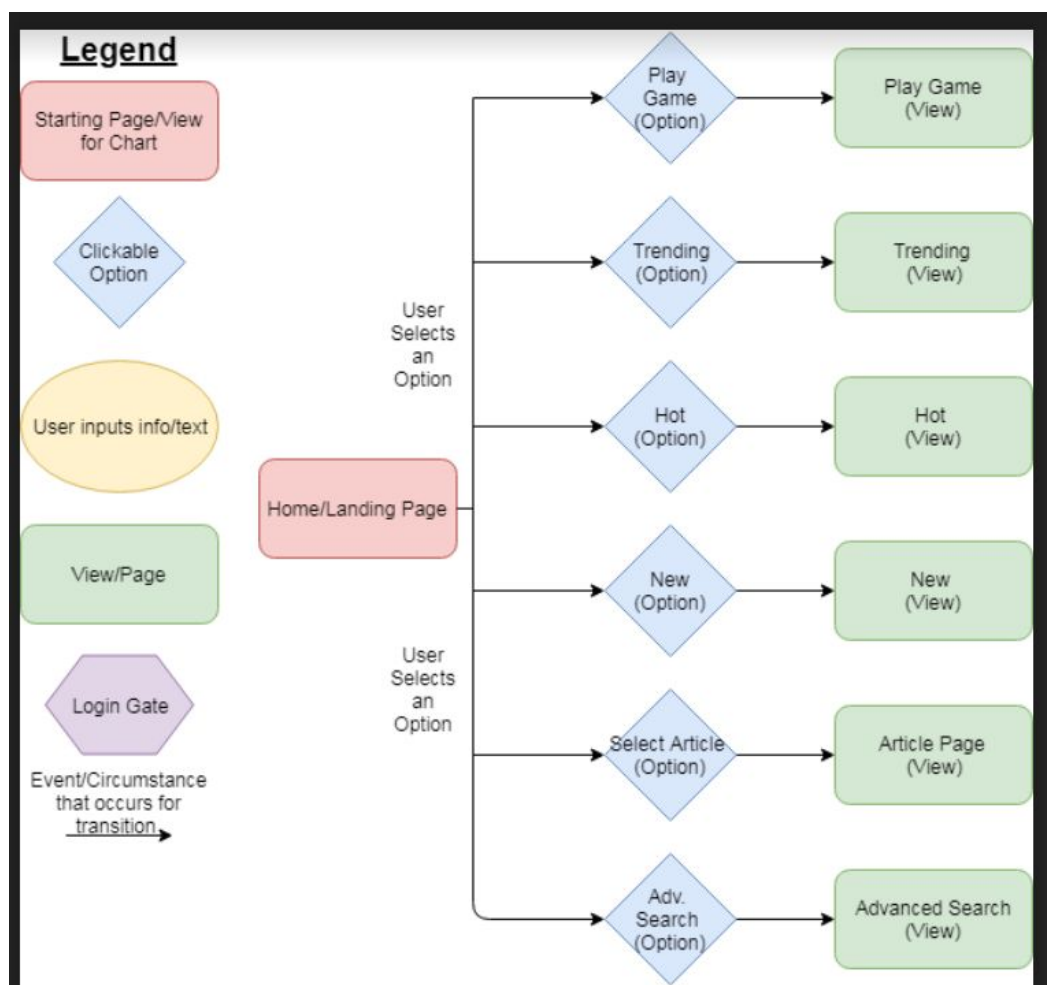 Legend
Starting Page/View
for Chart
Clickable
Option
User inputs info/text
View/Page
Login Gate
Event/Circumstance
that occurs for
transition
Home/Landing Page
User
Selects
an
Option
User
Selects
an
Option
Play
Game
(Option)
Play Game
(View)
Trending
(Option)
Trending
(View)
Hot
(Option)
Hot
(View)
New
(Option)
New
(View)
Select Article
(Option)
Article Page
(View)
Adv.
Search
(Option)
Advanced Search
(View)